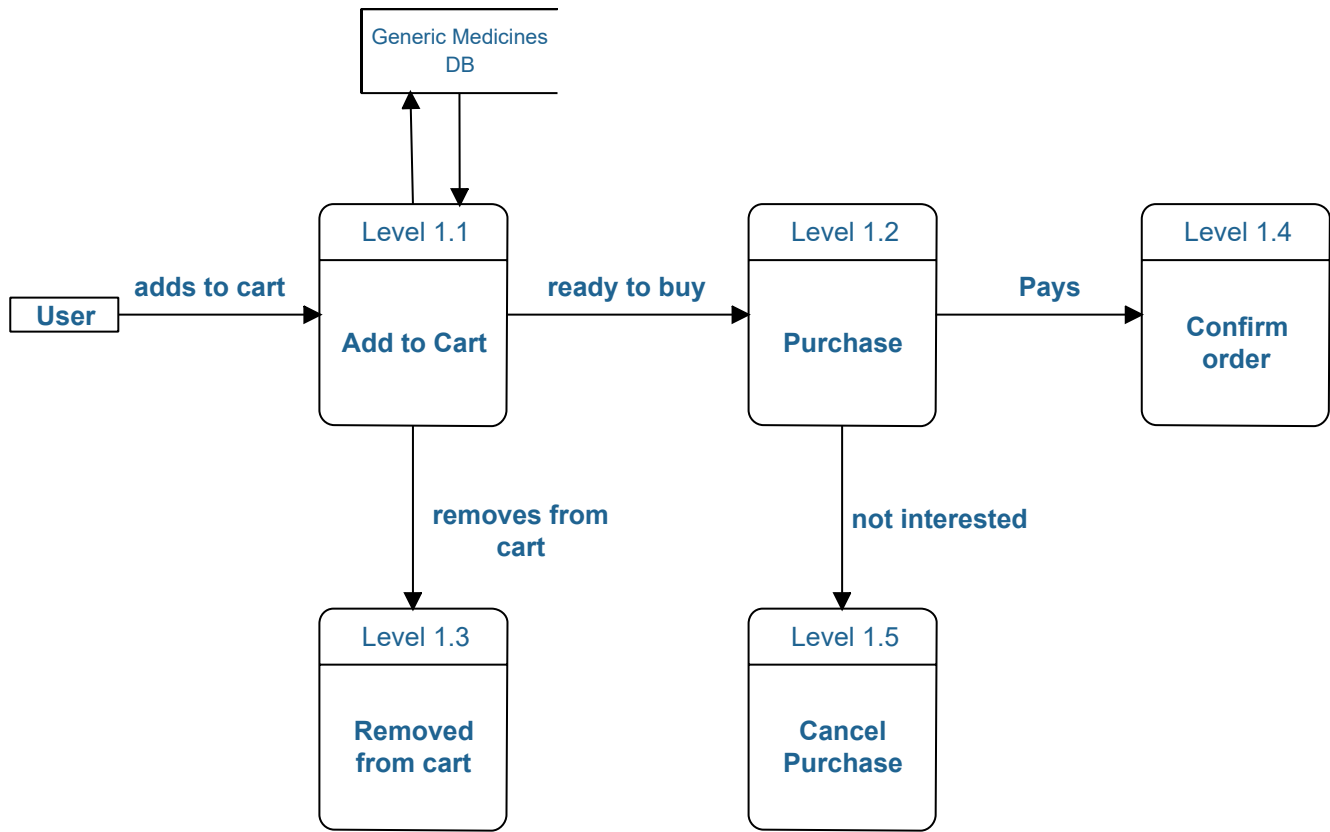 Generic Medicines
DB
Level 1.1
Level 1.2
Level 1.4
adds to cart
ready to buy
Pays
User
Add to Cart
Purchase
Confirm
order
removes from
cart
not interested
Level 1.3
Level 1.5
Removed
from cart
Cancel
Purchase